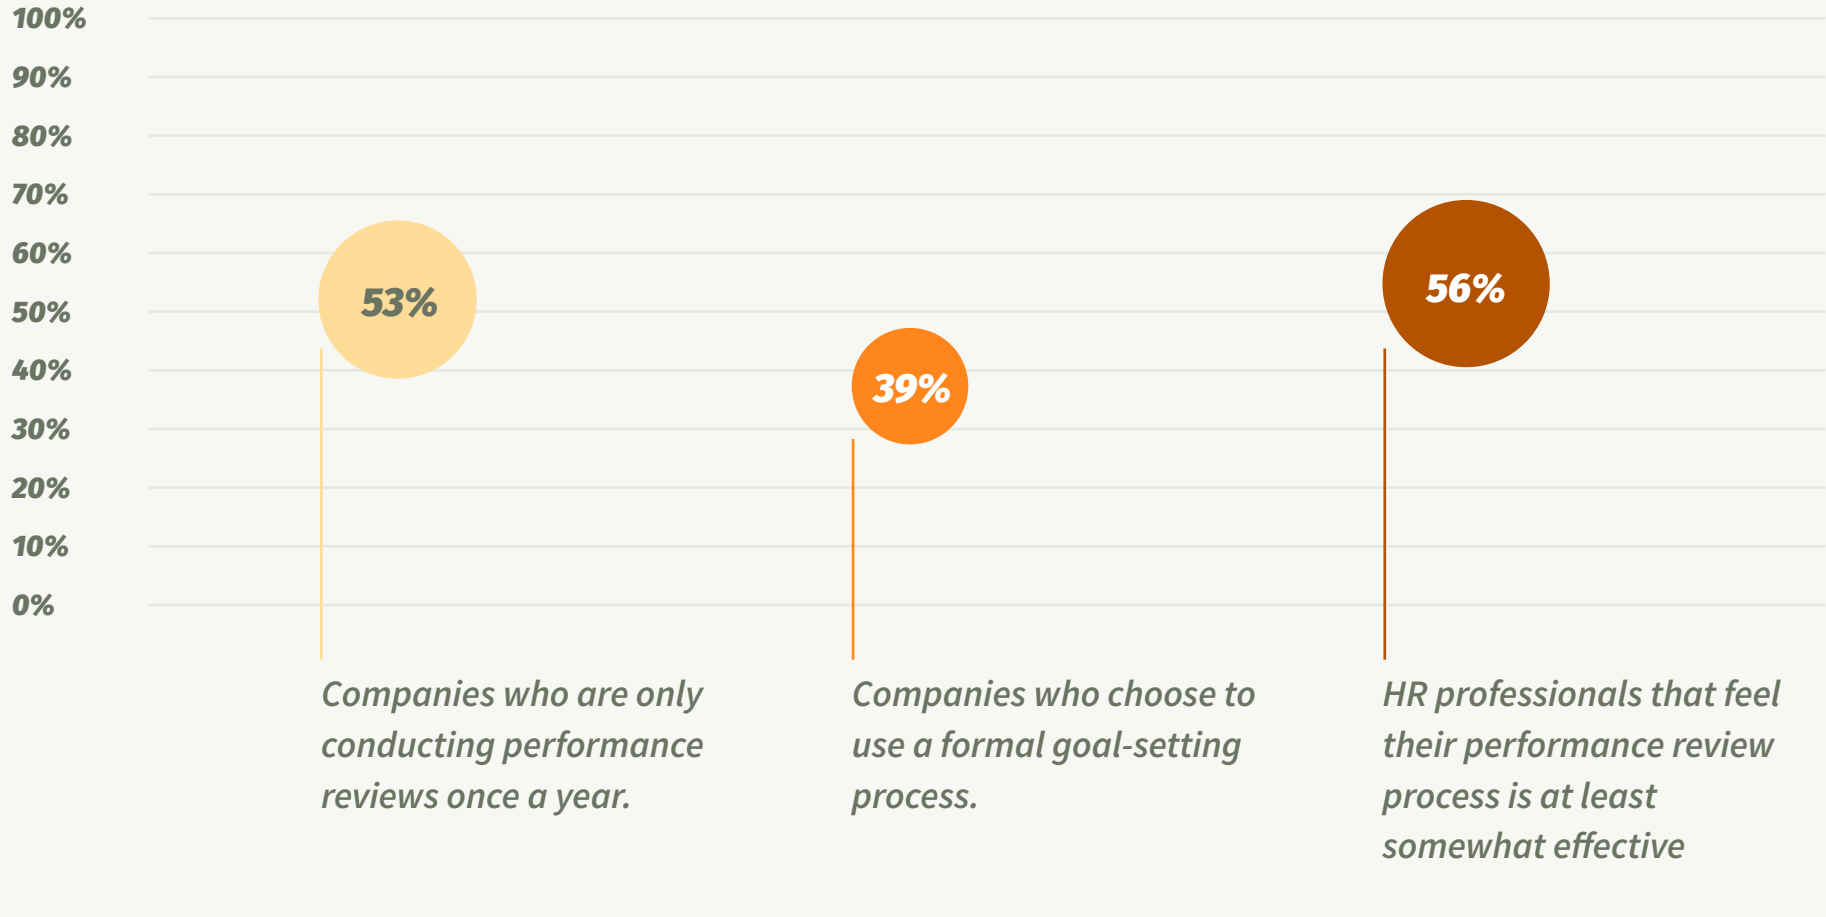 100%
90%
80%
70%
60%
50%
40%
30%
20%
10%
0%
53%
39%
56%
Companies who are only
conducting performance
reviews once a year.
Companies who choose to
use a formal goal-setting
process.
HR professionals that feel
their performance review
process is at least
somewhat effective